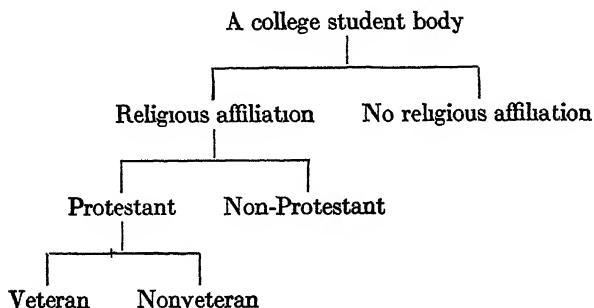 A college student body
Religious affiliation No religious affiliation
Protestant Non-Protestant
Veteran Nonveteran